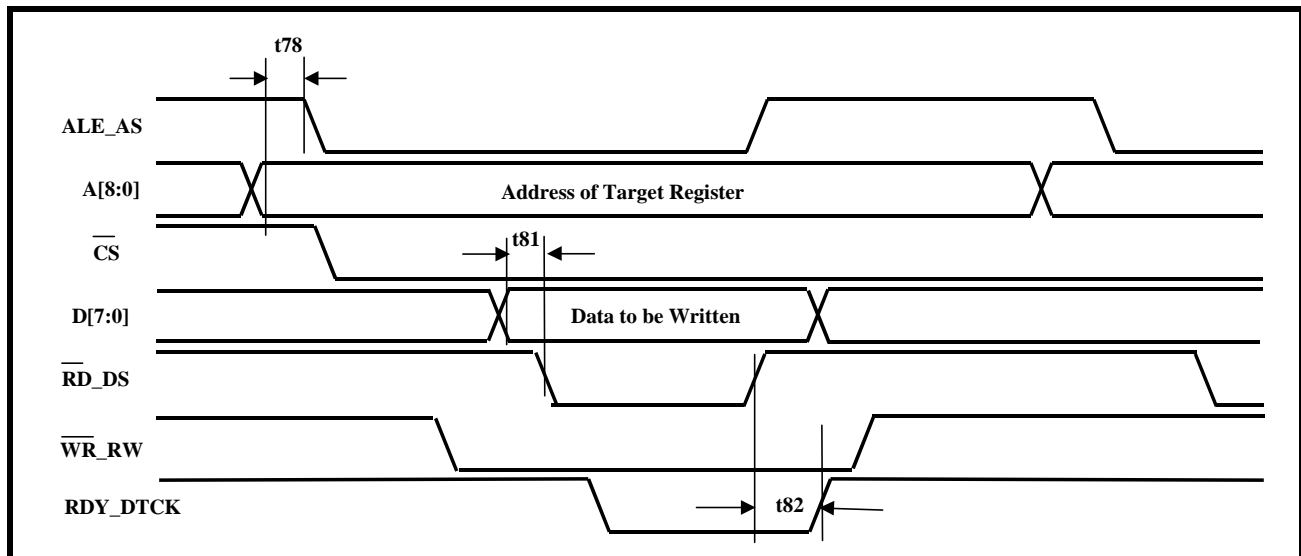 t78
ALE_AS
A[8:0]
Address of Target Register
CS
t81
D[7:0]
Data to be Written
RD_DS
WR_RW
RDY_DTCK
t82